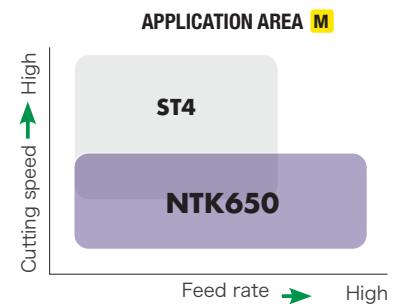 APPLICATION AREA M
High
Cutting speed
ST4
NTK650
Feed rate High